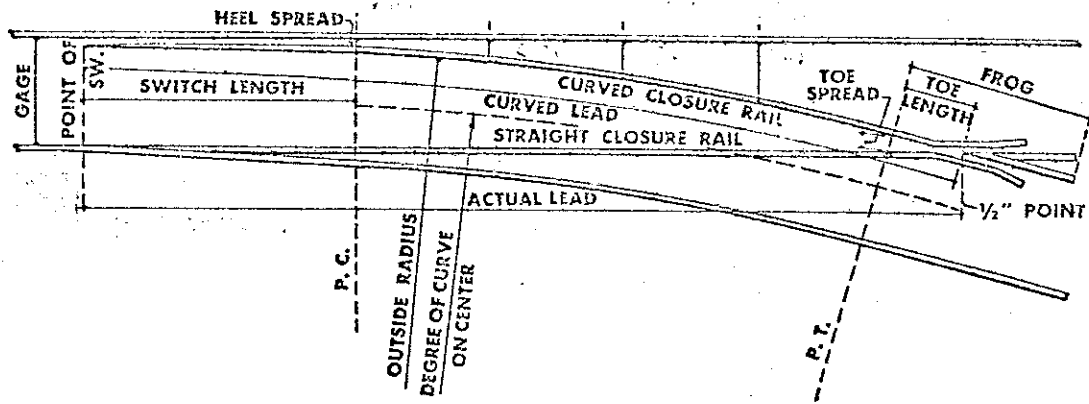 HEEL SPREAD
GAGE
POINT OF
SW.
SWITCH LENGTH
CURVED CLOSURE RAIL
CURVED LEAD
STRAIGHT CLOSURE RAIL
TOE
SPREAD
TOE
LENGTH
FROG
ACTUAL LEAD
1/2" POINT
P. C.
OUTSIDE RADIUS
DEGREE OF CURVE
ON CENTER
P. T.